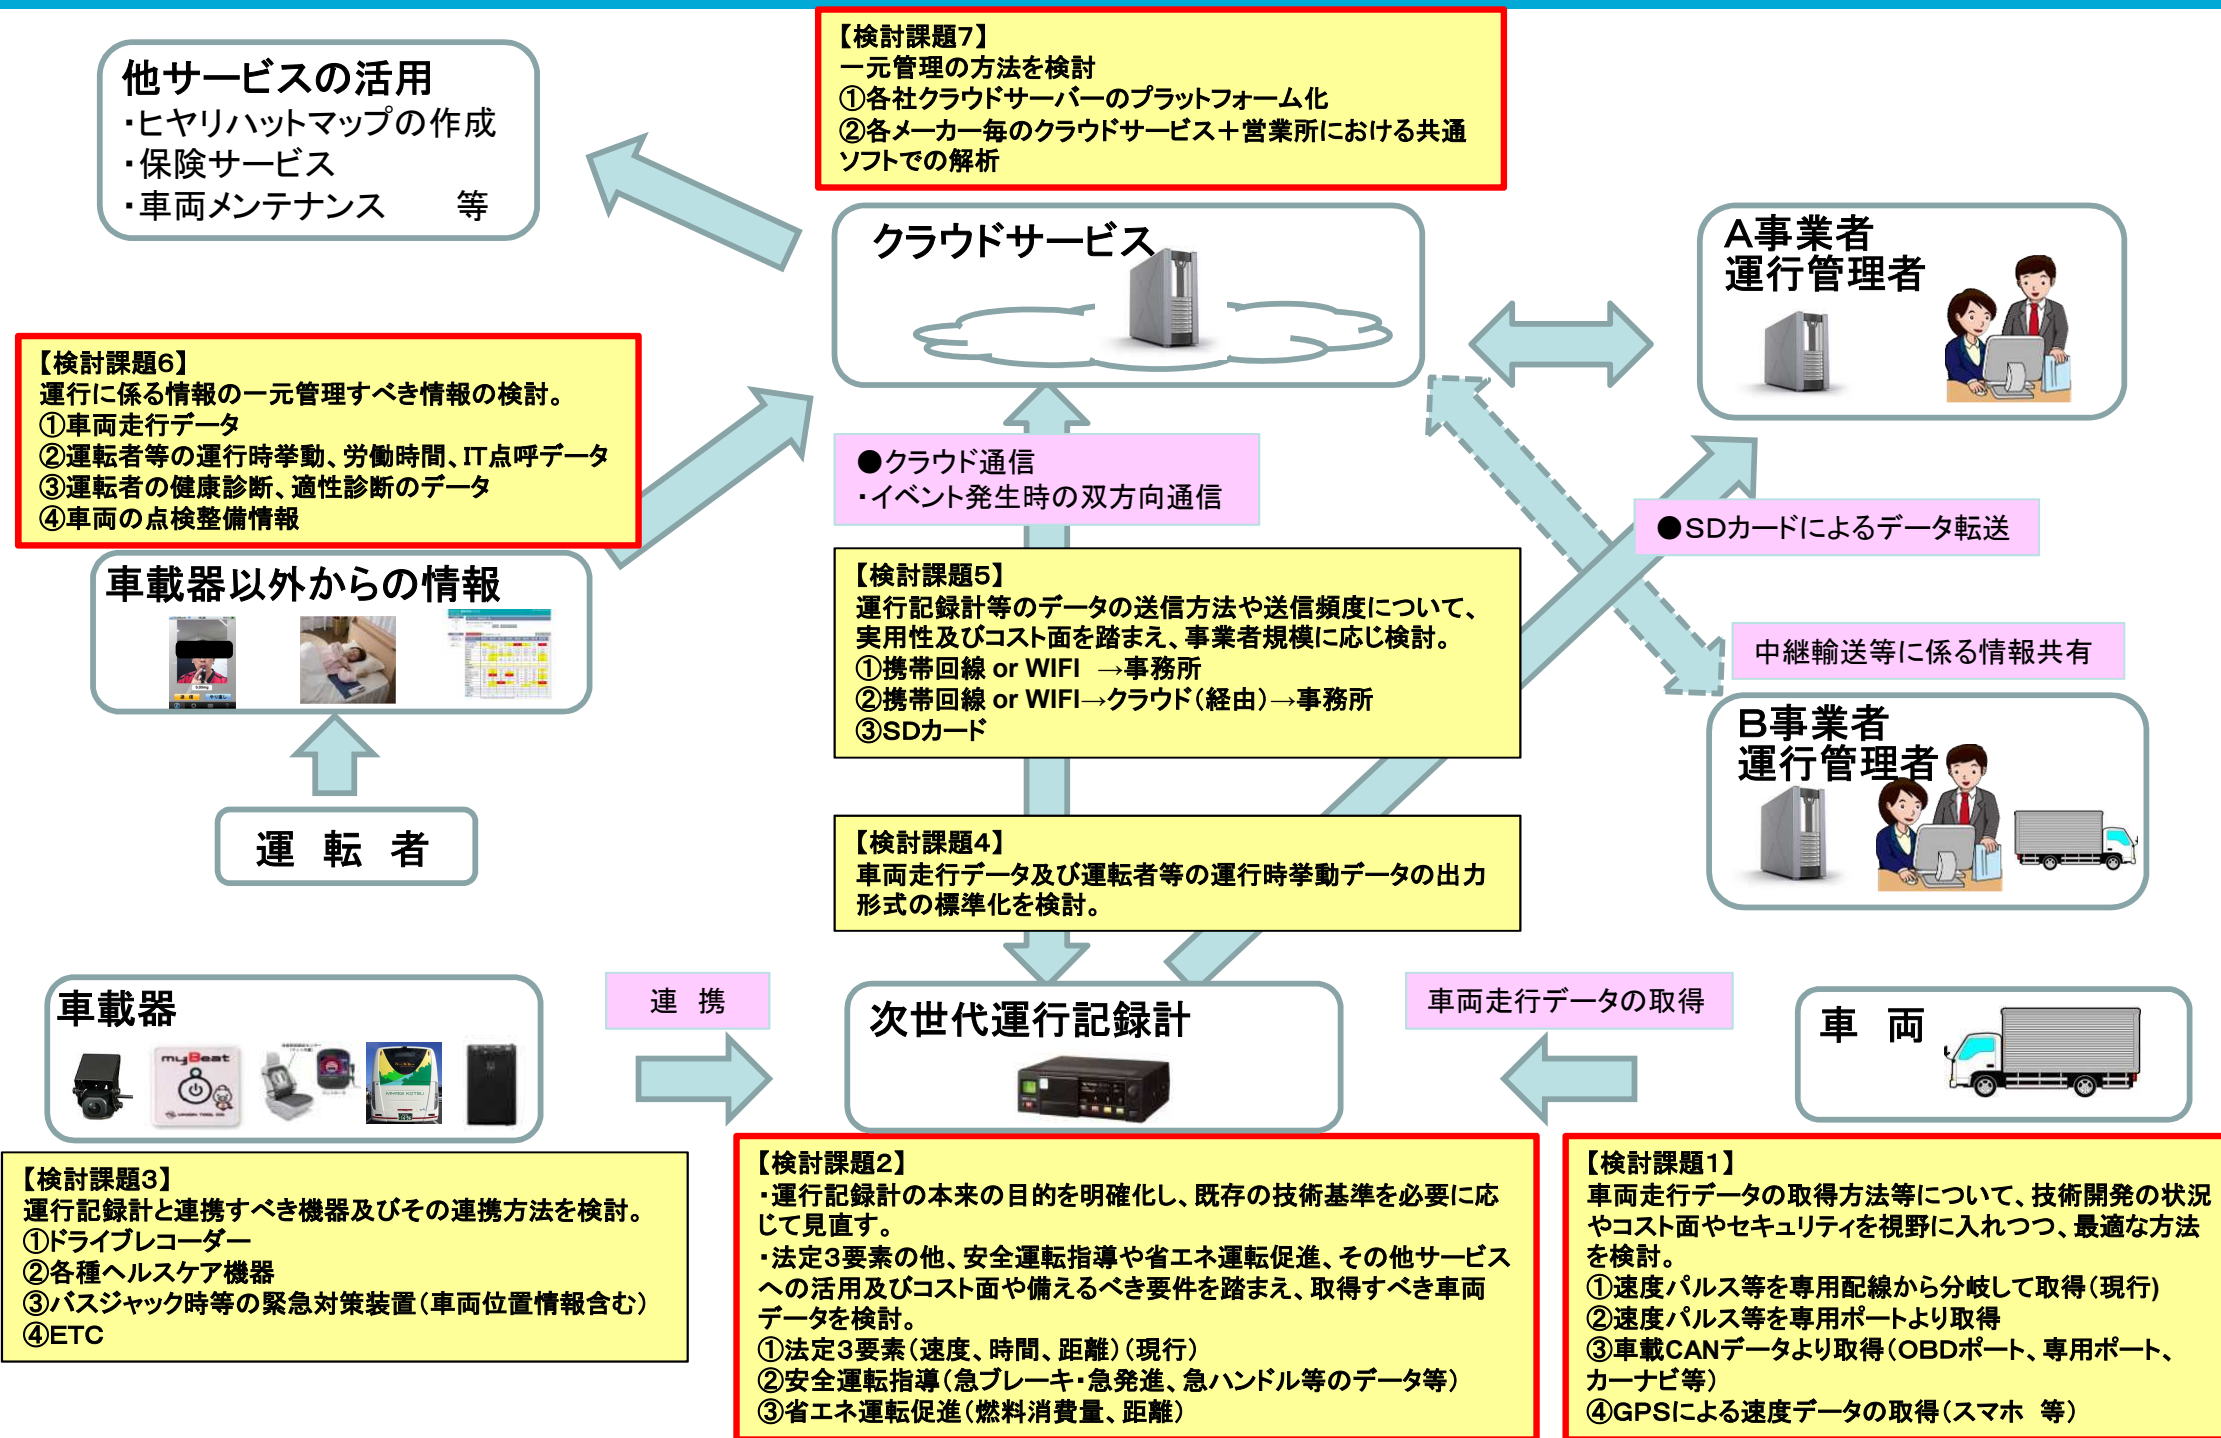 【検討課題7】
一元管理の方法を検討
①各社クラウドサーバーのプラットフォーム化
②各メーカー毎のクラウドサービス＋営業所における共通
ソフトでの解析
他サービスの活用
・ヒヤリハットマップの作成
・保険サービス
・車両メンテナンス　　等
クラウドサービス
A事業者
運行管理者
【検討課題6】
運行に係る情報の一元管理すべき情報の検討。
①車両走行データ
②運転者等の運行時挙動、労働時間、IT点呼データ
③運転者の健康診断、適性診断のデータ
④車両の点検整備情報
●クラウド通信
・イベント発生時の双方向通信
●SDカードによるデータ転送
車載器以外からの情報
【検討課題5】
運行記録計等のデータの送信方法や送信頻度について、
実用性及びコスト面を踏まえ、事業者規模に応じ検討。
①携帯回線 or WIFI　→事務所
②携帯回線 or WIFI→クラウド（経由）→事務所
③SDカード
中継輸送等に係る情報共有
B事業者
運行管理者
運　転　者
【検討課題4】
車両走行データ及び運転者等の運行時挙動データの出力
形式の標準化を検討。
車載器
myBeat
連　携
次世代運行記録計
車両走行データの取得
車　両
【検討課題3】
運行記録計と連携すべき機器及びその連携方法を検討。
①ドライブレコーダー
②各種ヘルスケア機器
③バスジャック時等の緊急対策装置（車両位置情報含む）
④ETC
【検討課題2】
・運行記録計の本来の目的を明確化し、既存の技術基準を必要に応
じて見直す。
・法定3要素の他、安全運転指導や省エネ運転促進、その他サービス
への活用及びコスト面や備えるべき要件を踏まえ、取得すべき車両
データを検討。
①法定3要素（速度、時間、距離）（現行）
②安全運転指導（急ブレーキ・急発進、急ハンドル等のデータ等）
③省エネ運転促進（燃料消費量、距離）
【検討課題1】
車両走行データの取得方法等について、技術開発の状況
やコスト面やセキュリティを視野に入れつつ、最適な方法
を検討。
①速度パルス等を専用配線から分岐して取得（現行)
②速度パルス等を専用ポートより取得
③車載CANデータより取得（OBDポート、専用ポート、
カーナビ等）
④GPSによる速度データの取得（スマホ　等）